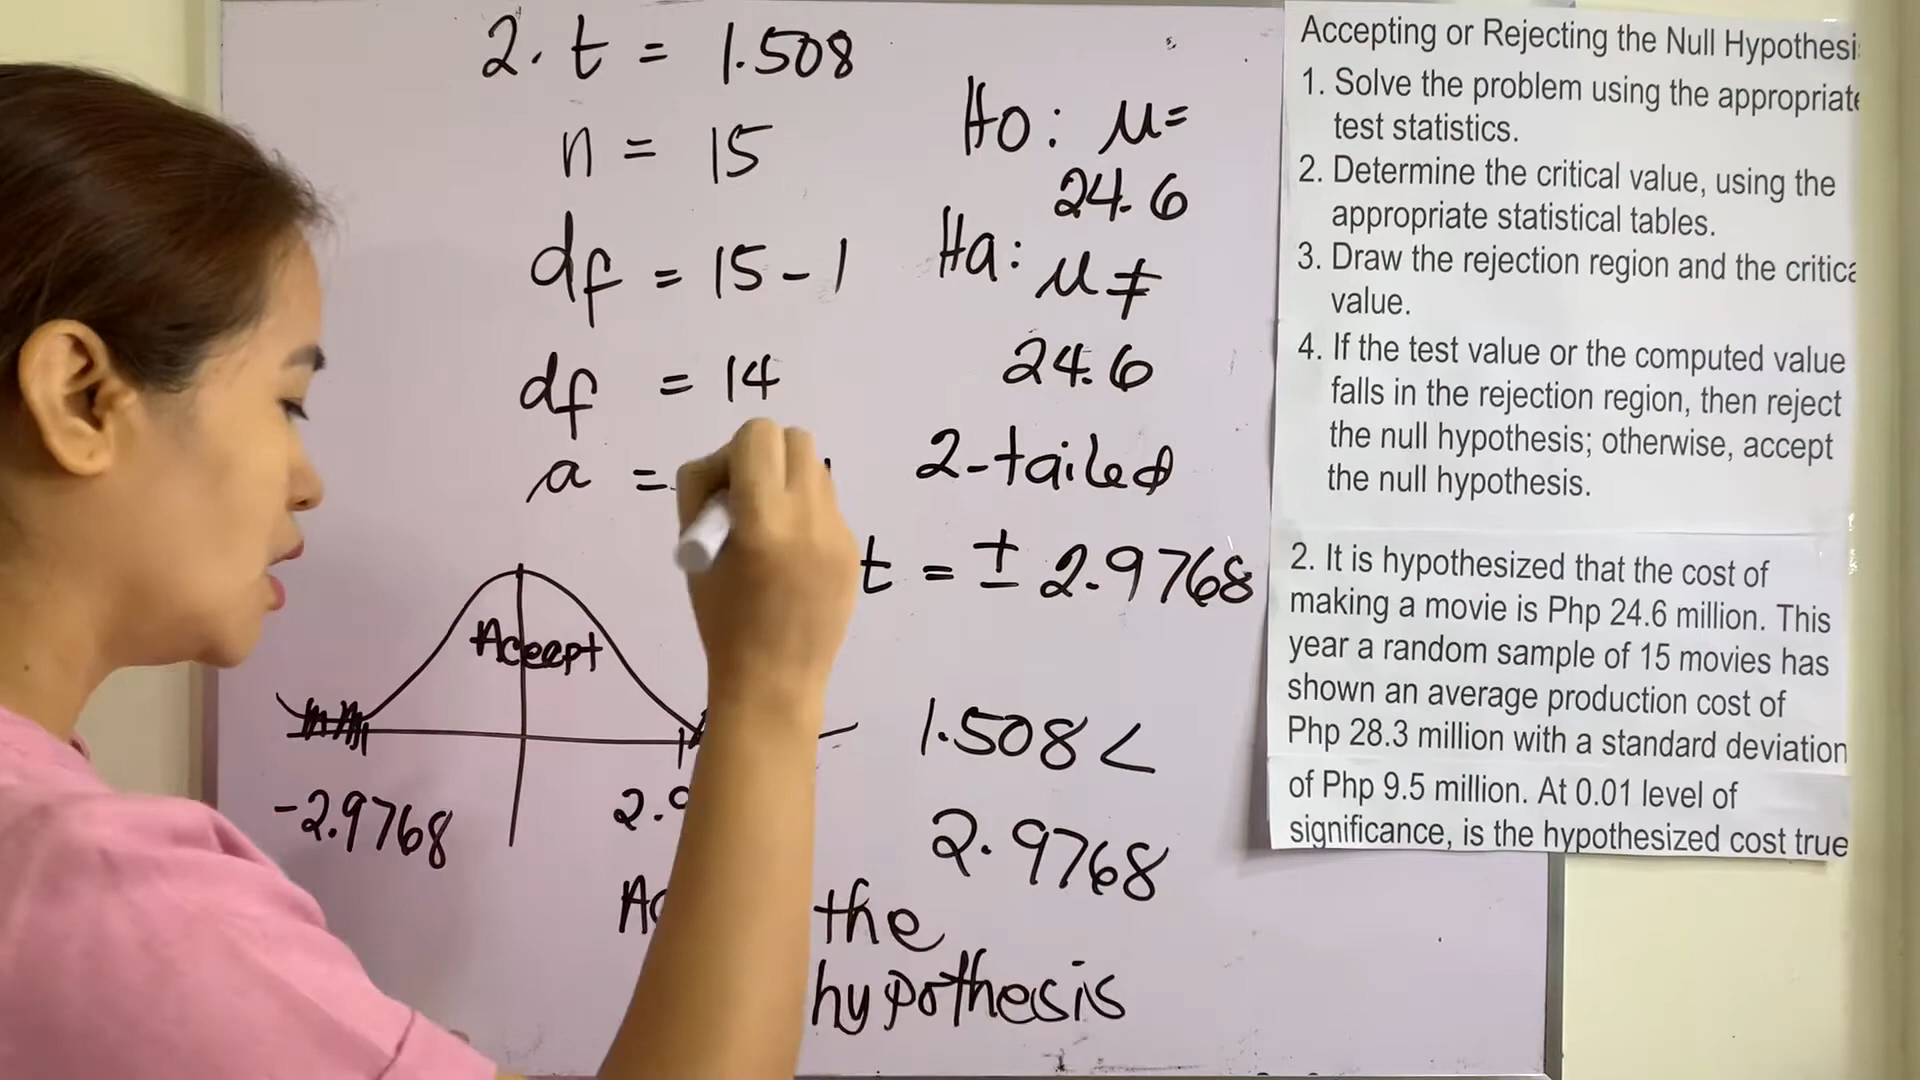 2. t = 1.508
n = 15
df = 15 - 1
df = 14
a =
Ho: μ =
24.6
Ha: μ ≠
24.6
2-tailed
t = ± 2.9768
Accept
-2.9768
2.9
1.508 <
2.9768
the
hypothesis
Accepting or Rejecting the Null Hypothesi
1. Solve the problem using the appropriate
test statistics.
2. Determine the critical value, using the
appropriate statistical tables.
3. Draw the rejection region and the critica
value.
4. If the test value or the computed value
falls in the rejection region, then reject
the null hypothesis; otherwise, accept
the null hypothesis.
2. It is hypothesized that the cost of
making a movie is Php 24.6 million. This
year a random sample of 15 movies has
shown an average production cost of
Php 28.3 million with a standard deviation
of Php 9.5 million. At 0.01 level of
significance, is the hypothesized cost true